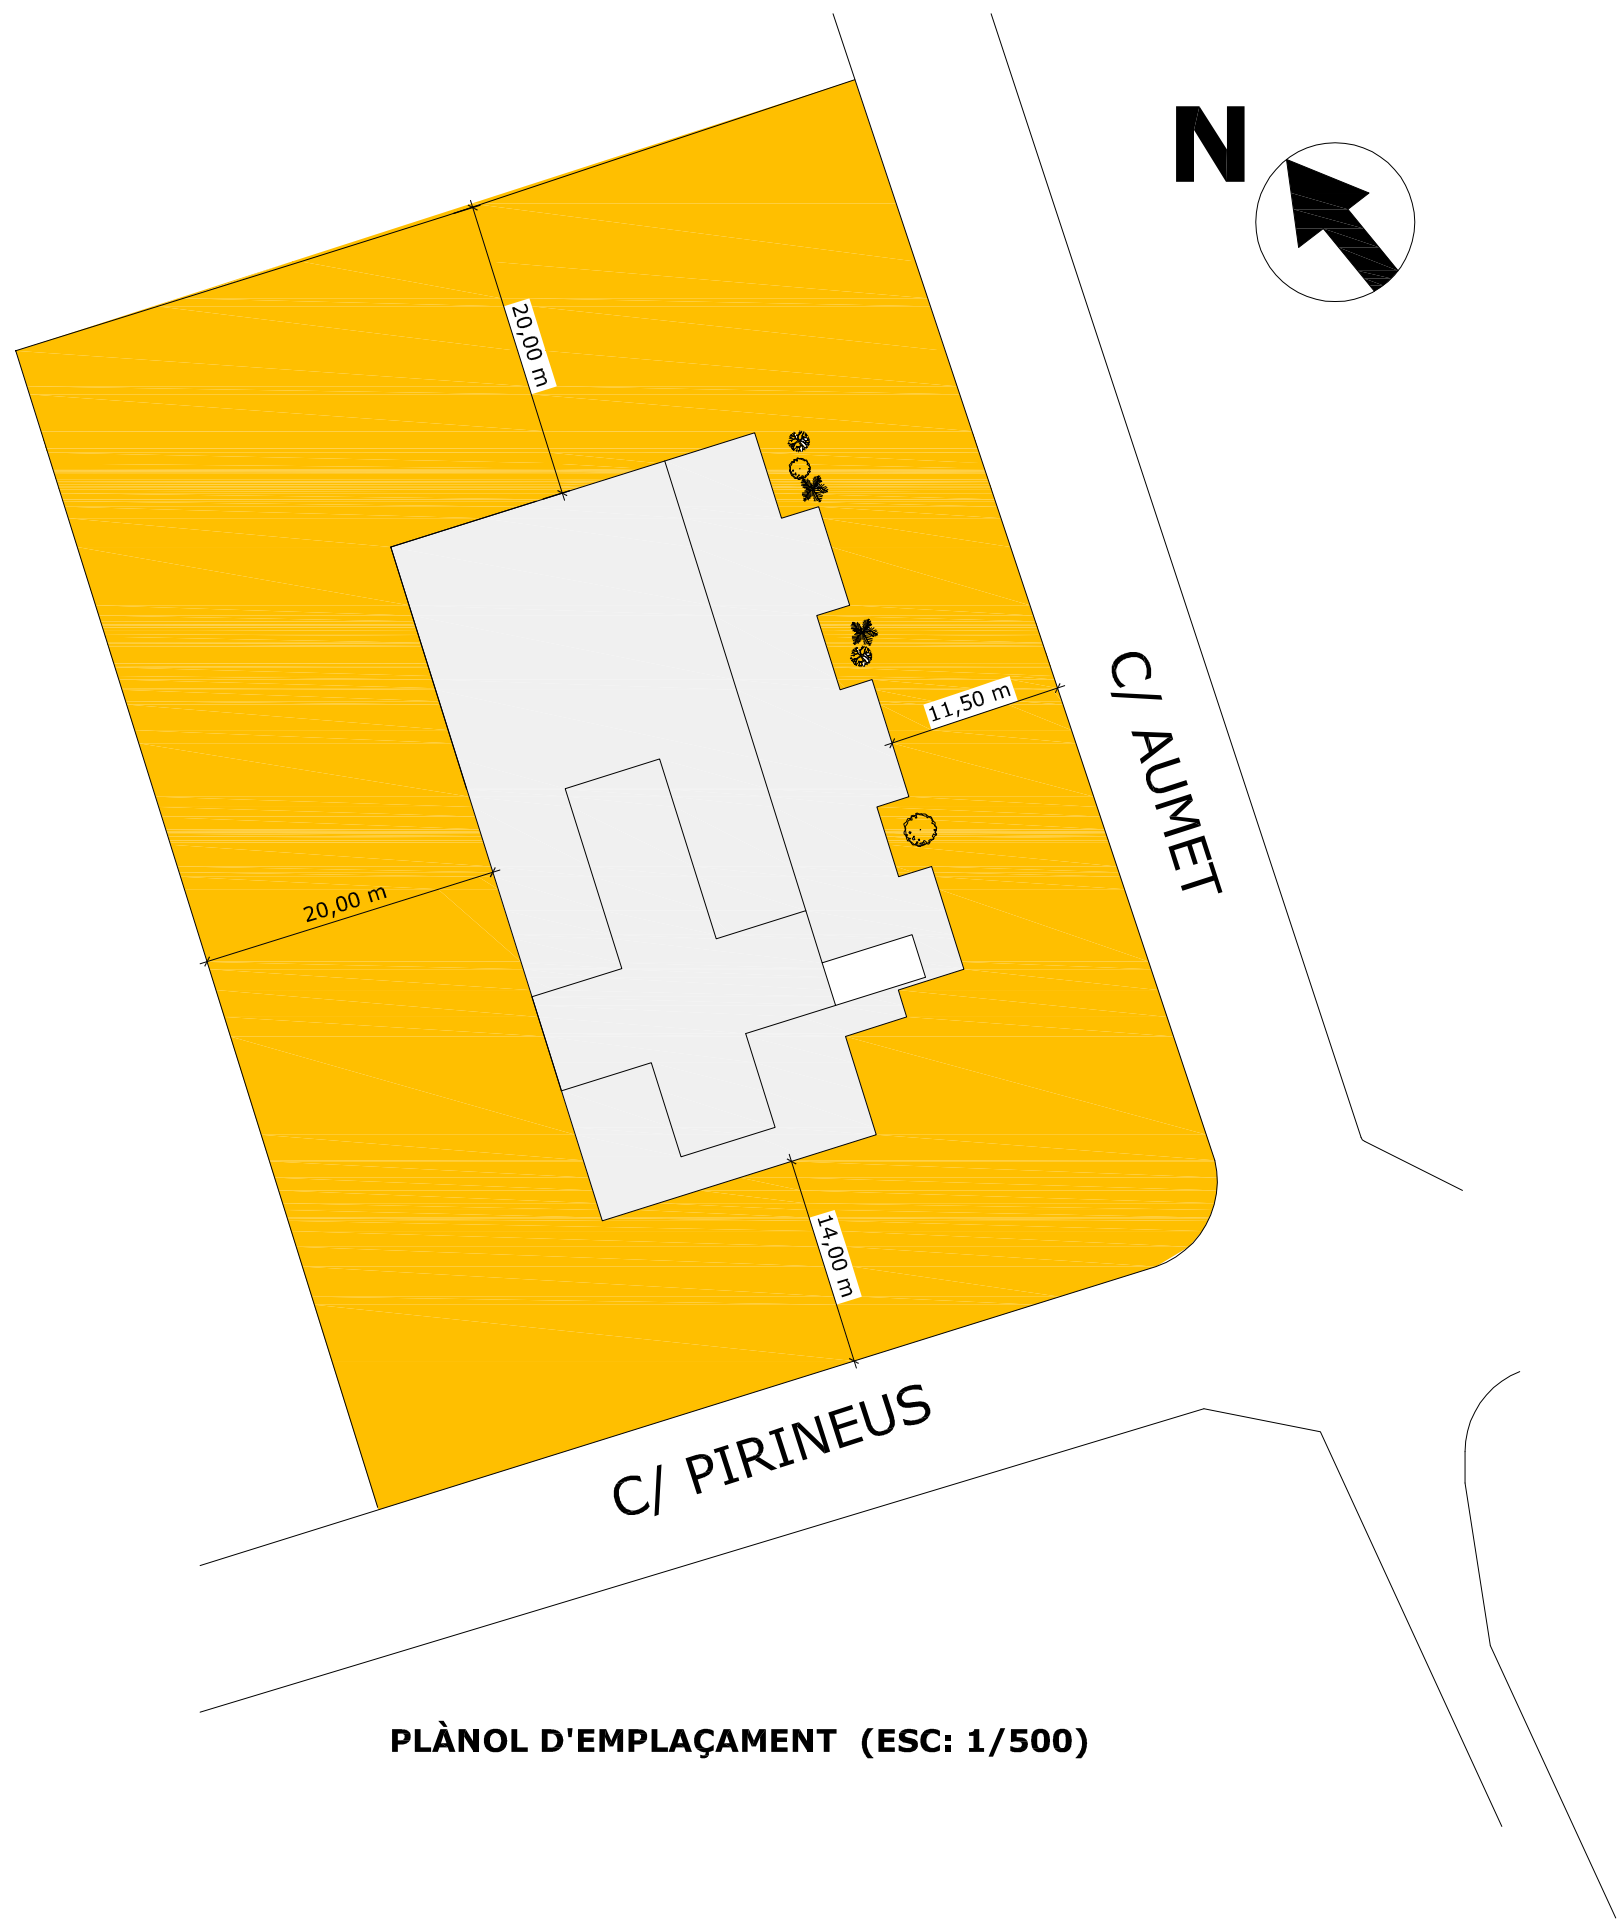 N
20,00 m
C/ AUMET
11,50 m
20,00 m
14,00 m
C/ PIRINEUS
PLÀNOL D'EMPLAÇAMENT (ESC: 1/500)